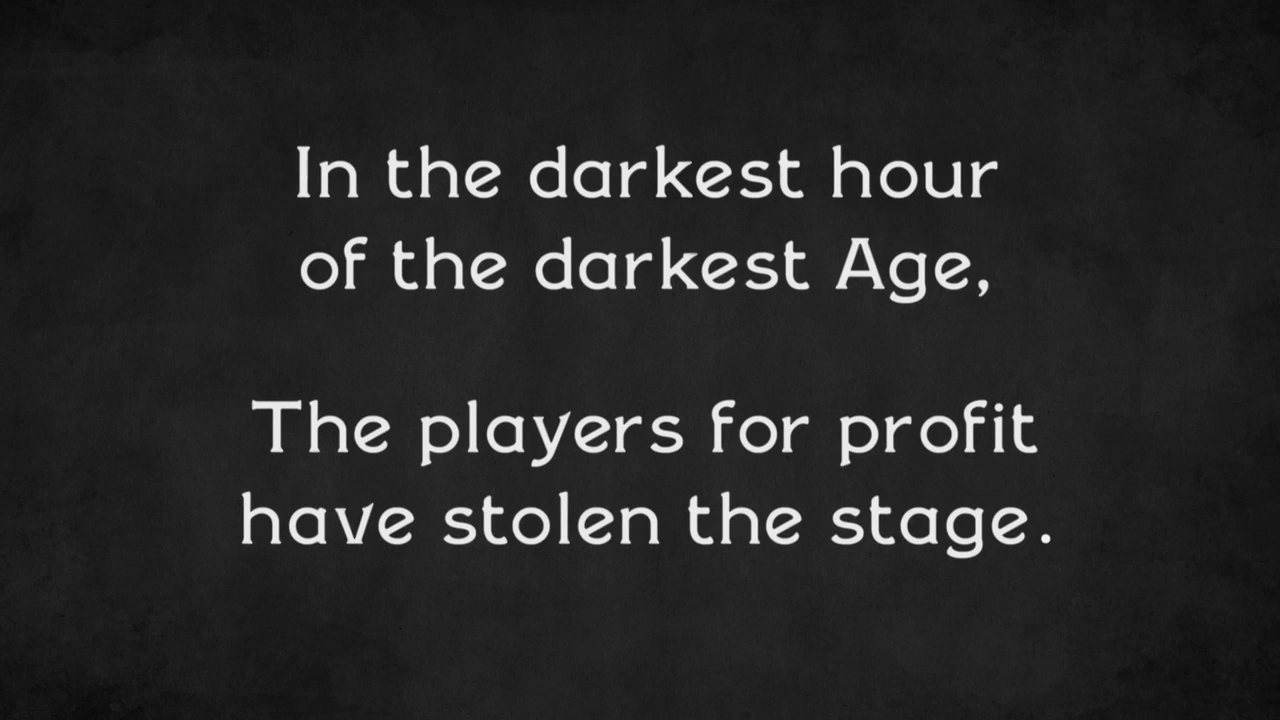 In the darkest hour
of the darkest Age,
The players for profit
have stolen the stage.